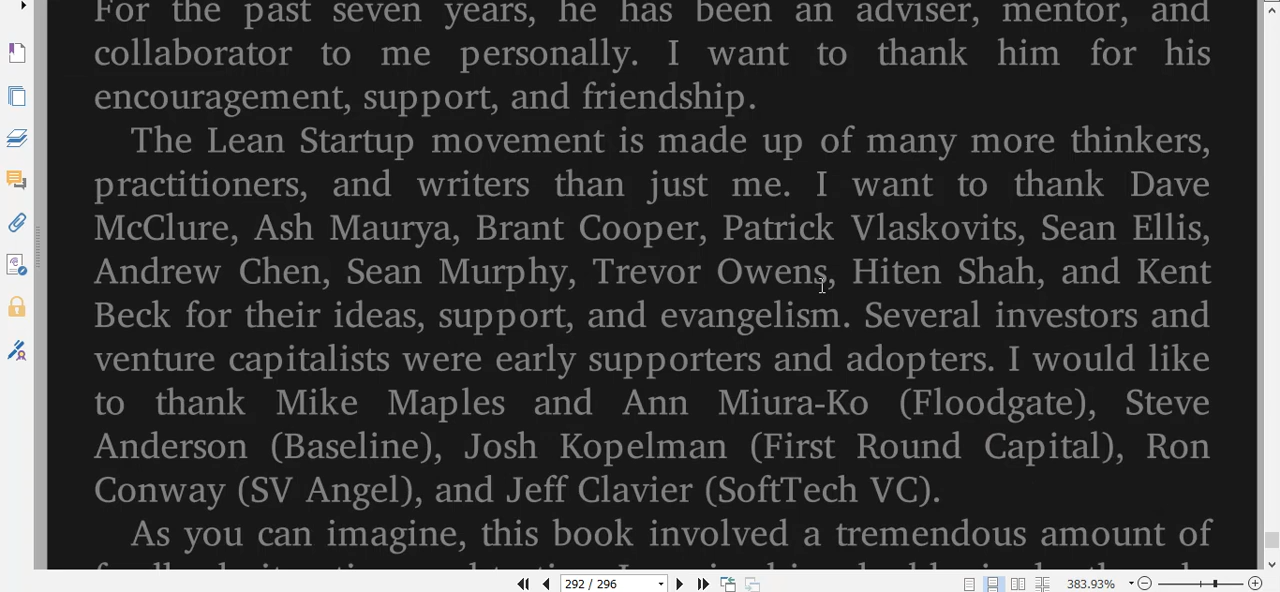 For the past seven years, he has been an adviser, mentor, and
collaborator to me personally. I want to thank him for his
encouragement, support, and friendship.
The Lean Startup movement is made up of many more thinkers,
practitioners, and writers than just me. I want to thank Dave
McClure, Ash Maurya, Brant Cooper, Patrick Vlaskovits, Sean Ellis,
Andrew Chen, Sean Murphy, Trevor Owens, Hiten Shah, and Kent
Beck for their ideas, support, and evangelism. Several investors and
venture capitalists were early supporters and adopters. I would like
to thank Mike Maples and Ann Miura-Ko (Floodgate), Steve
Anderson (Baseline), Josh Kopelman (First Round Capital), Ron
Conway (SV Angel), and Jeff Clavier (SoftTech VC).
As you can imagine, this book involved a tremendous amount of
292 / 296
383.93%